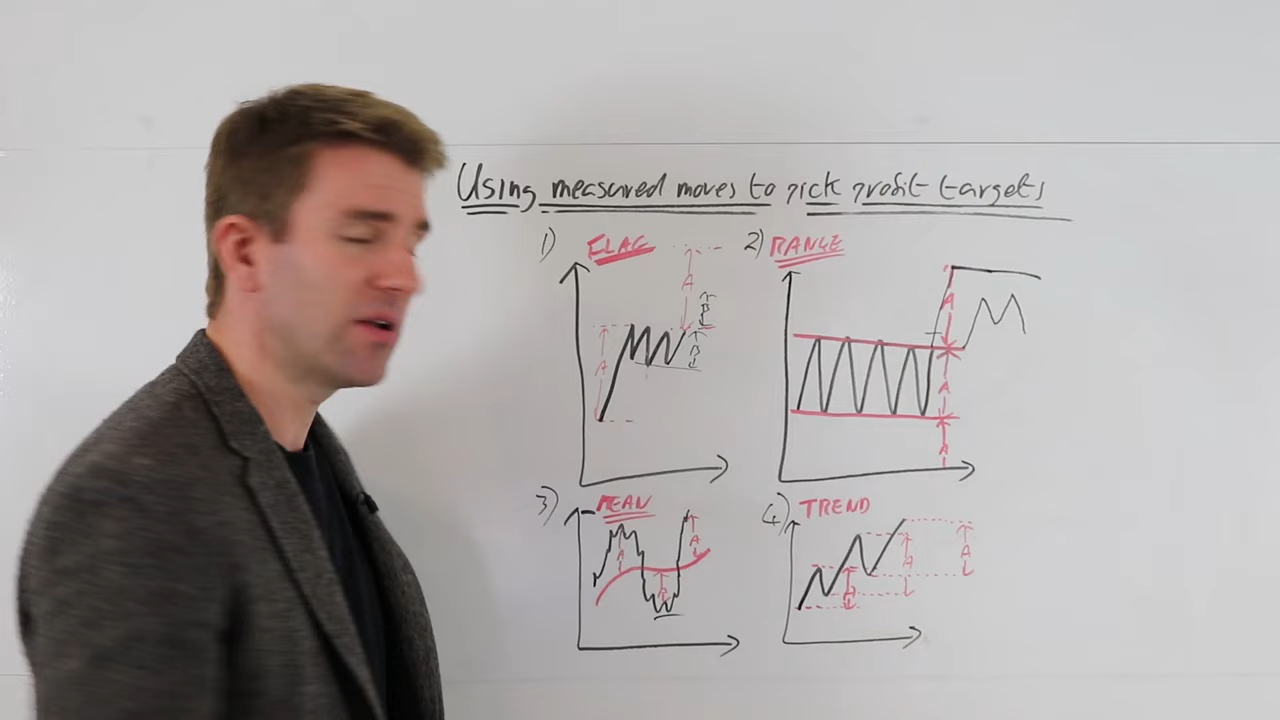 Using measured moves to pick profit targets
1) FLAG
2) RANGE
A
A
B
B
A
A
A
3) MEAN
A
A
A
4) TREND
A
A
A